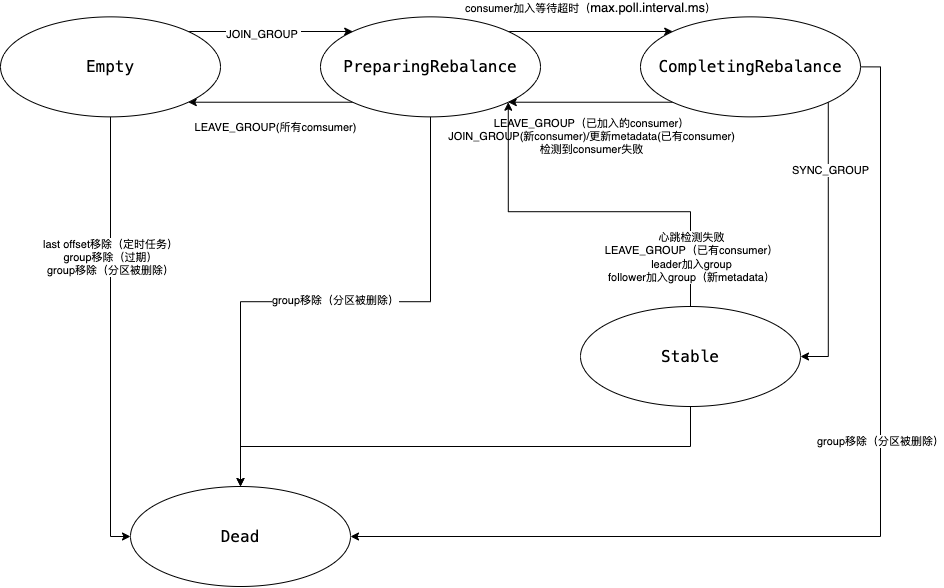 consumer加入等待超时（max.poll.interval.ms）
JOIN_GROUP
Empty
PreparingRebalance
CompletingRebalance
LEAVE_GROUP(所有comsumer)
LEAVE_GROUP（已加入的consumer）
JOIN_GROUP(新consumer)/更新metadata(已有consumer)
检测到consumer失败
SYNC_GROUP
last offset移除（定时任务）
group移除（过期）
group移除（分区被删除）
心跳检测失败
LEAVE_GROUP（已有consumer）
leader加入group
follower加入group（新metadata）
group移除（分区被删除）
Stable
group移除（分区被删除）
Dead